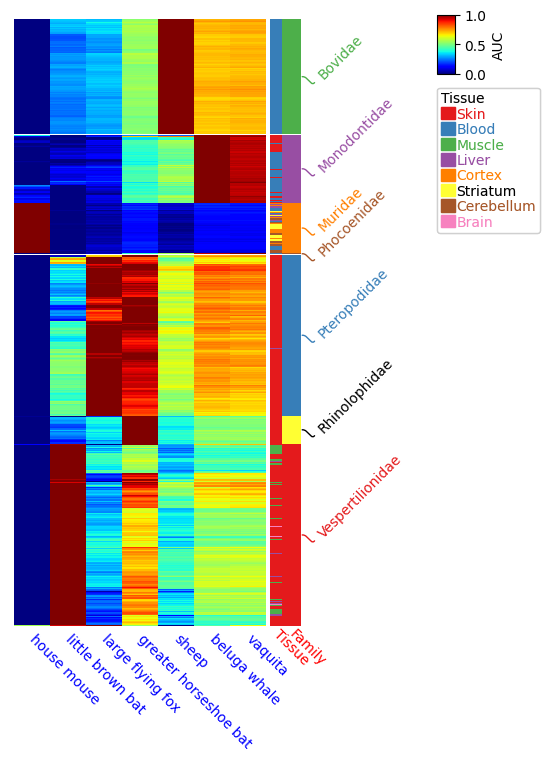 1.0
0.5
0.0
AUC
Tissue
Skin
Blood
Muscle
Liver
Cortex
Striatum
Cerebellum
Brain
Bovidae
Monodontidae
Muridae
Phocoenidae
Pteropodidae
Rhinolophidae
Vespertilionidae
house mouse
little brown bat
large flying fox
greater horseshoe bat
sheep
beluga whale
vaquita
Tissue
Family